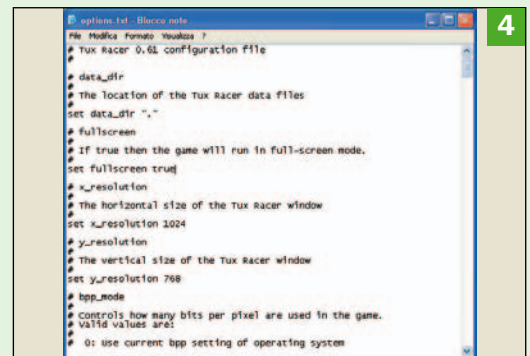 options.txt - Blocco note
File Modifica Formato Visualizza ?
4
# Tux Racer 0.61 configuration file
#
# data_dir
#
# The location of the Tux Racer data files
#
set data_dir "."
# fullscreen
#
# If true then the game will run in full-screen mode.
#
set fullscreen true
# x_resolution
#
# The horizontal size of the Tux Racer window
#
set x_resolution 1024
# y_resolution
#
# The vertical size of the Tux Racer window
#
set y_resolution 768
# bpp_mode
#
# Controls how many bits per pixel are used in the game.
# Valid values are:
#
# 0: Use current bpp setting of operating system